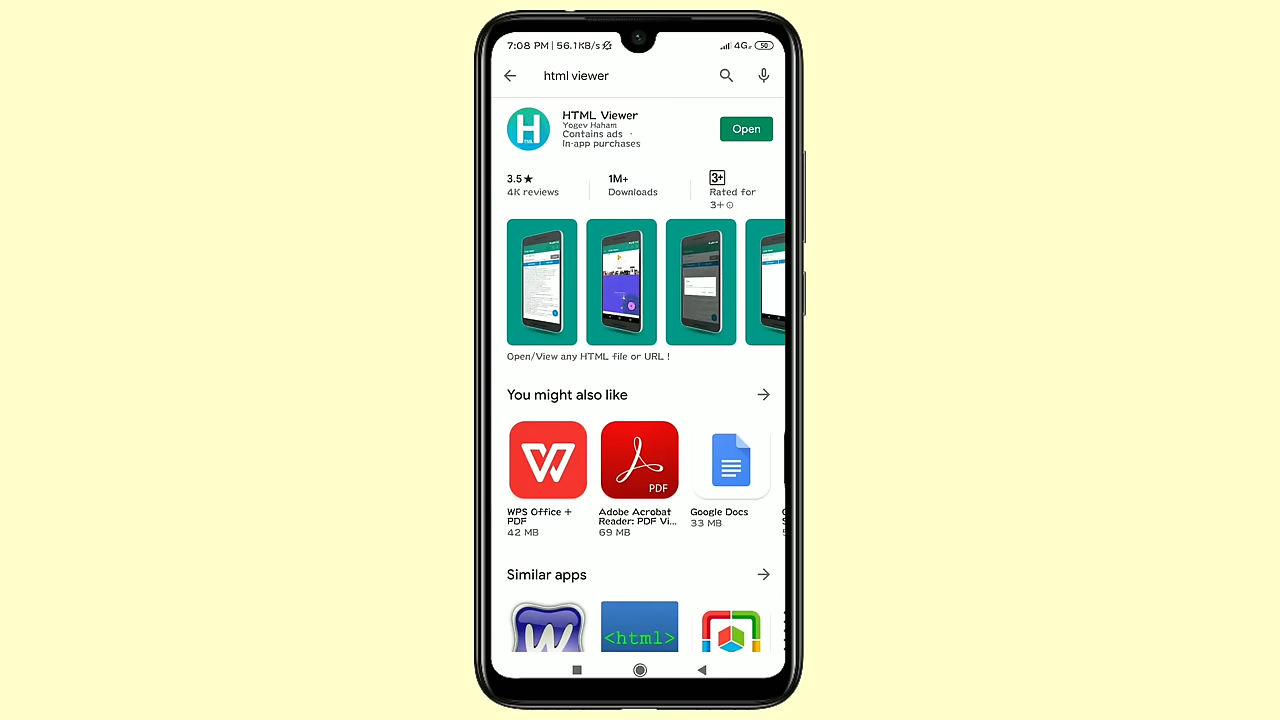 7:08 PM | 56.1KB/s 4G 50
html viewer
H
TML
HTML Viewer
Yogev Haham
Contains ads ·
In-app purchases
Open
3.5★ 1M+ 3+
4K reviews Downloads Rated for
3+
Open/View any HTML file or URL !
You might also like
W PDF
WPS Office + Adobe Acrobat Google Docs
PDF Reader: PDF Vi... 33 MB
42 MB 69 MB
Similar apps
W <html>